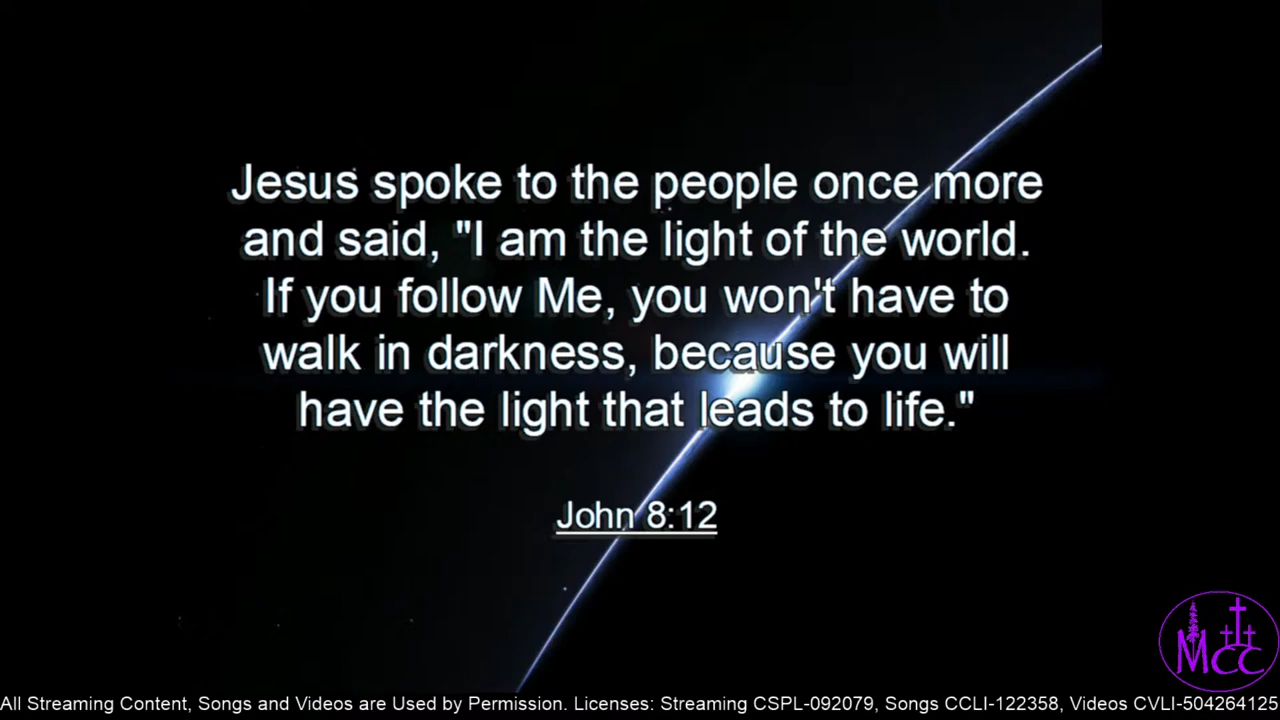 Jesus spoke to the people once more
and said, "I am the light of the world.
If you follow Me, you won't have to
walk in darkness, because you will
have the light that leads to life."
John 8:12
MCC
All Streaming Content, Songs and Videos are Used by Permission. Licenses: Streaming CSPL-092079, Songs CCLI-122358, Videos CVLI-504264125